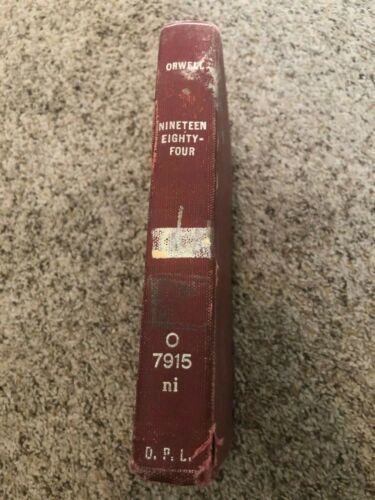 ORWELL
NINETEEN
EIGHTY-
FOUR
O
7915
ni
D. P. L.